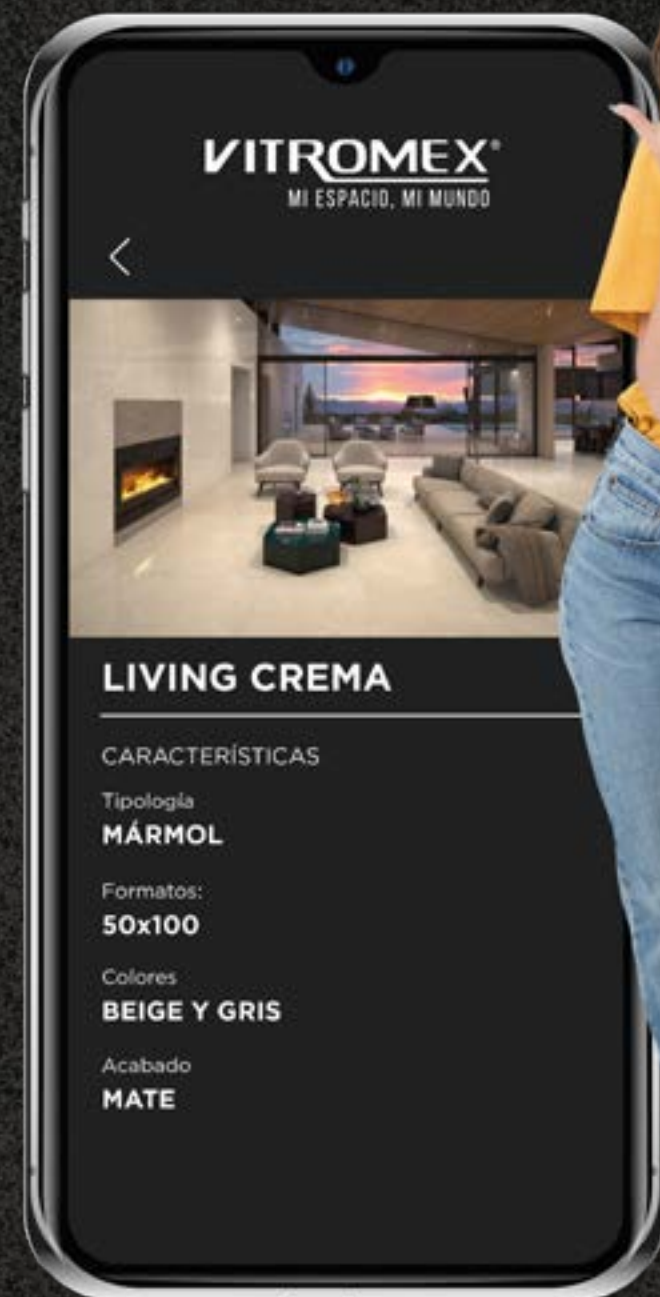 VITROMEX®
MI ESPACIO, MI MUNDO
LIVING CREMA
CARACTERÍSTICAS
Tipología
MÁRMOL
Formatos:
50x100
Colores
BEIGE Y GRIS
Acabado
MATE